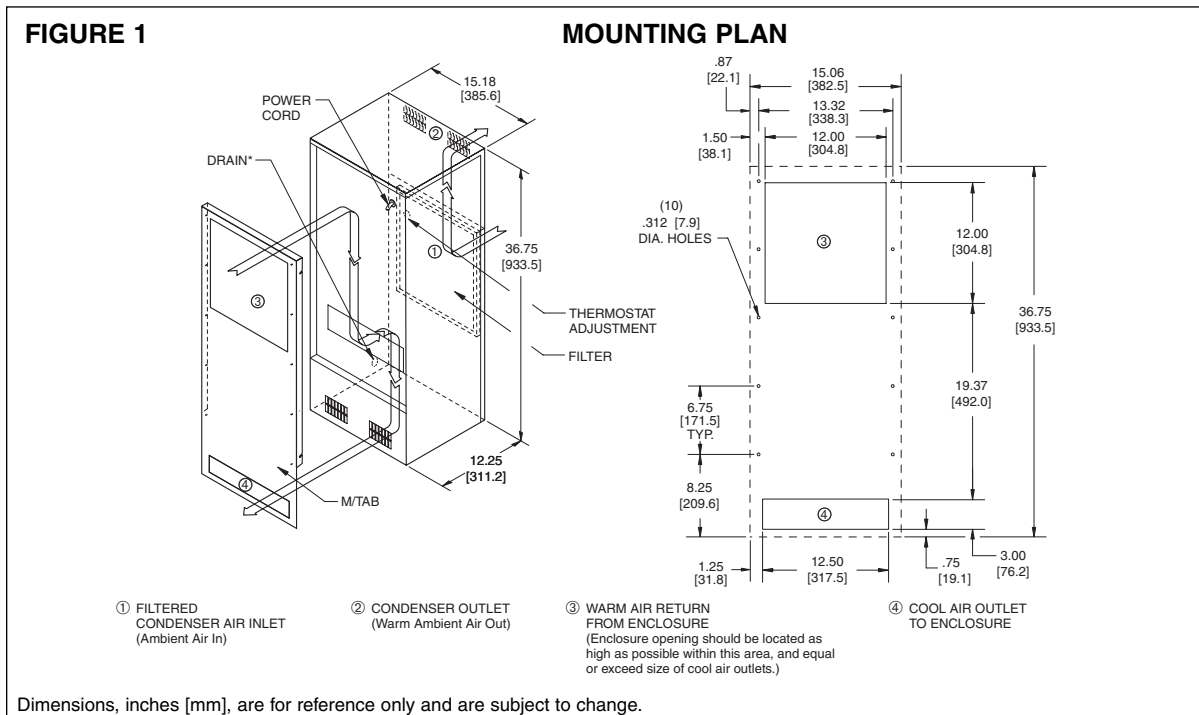 FIGURE 1
MOUNTING PLAN
15.18
[385.6]
POWER
CORD
②
DRAIN*
①
36.75
[933.5]
③
THERMOSTAT
ADJUSTMENT
FILTER
12.25
[311.2]
④
M/TAB
.87
[22.1]
15.06
[382.5]
13.32
[338.3]
1.50
[38.1]
12.00
[304.8]
(10)
.312 [7.9]
DIA. HOLES
③
12.00
[304.8]
36.75
[933.5]
19.37
[492.0]
6.75
[171.5]
TYP.
8.25
[209.6]
④
1.25
[31.8]
12.50
[317.5]
.75
[19.1]
3.00
[76.2]
① FILTERED
CONDENSER AIR INLET
(Ambient Air In)
② CONDENSER OUTLET
(Warm Ambient Air Out)
③ WARM AIR RETURN
FROM ENCLOSURE
(Enclosure opening should be located as
high as possible within this area, and equal
or exceed size of cool air outlets.)
④ COOL AIR OUTLET
TO ENCLOSURE
Dimensions, inches [mm], are for reference only and are subject to change.